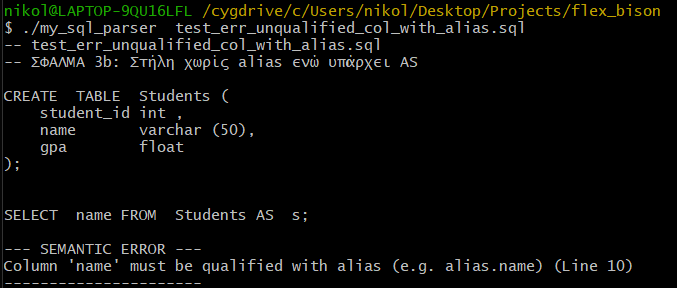 nikol@LAPTOP-9QU16LFL /cygdrive/c/Users/nikol/Desktop/Projects/flex_bison
$ ./my_sql_parser  test_err_unqualified_col_with_alias.sql
-- test_err_unqualified_col_with_alias.sql
-- ΣΦΑΛΜΑ 3b: Στήλη χωρίς alias ενώ υπάρχει AS

CREATE  TABLE  Students (
    student_id int ,
    name       varchar (50),
    gpa        float
);


SELECT  name FROM  Students AS  s;

--- SEMANTIC ERROR ---
Column 'name' must be qualified with alias (e.g. alias.name) (Line 10)
----------------------